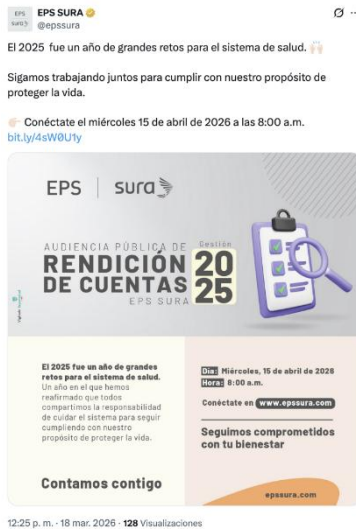 EPS SURA
@epssura
El 2025 fue un año de grandes retos para el sistema de salud.
Sigamos trabajando juntos para cumplir con nuestro propósito de
proteger la vida.
Conéctate el miércoles 15 de abril de 2026 a las 8:00 a.m.
bit.ly/4sW0U1y
EPS sura
AUDIENCIA PÚBLICA DE Gestión
RENDICIÓN 20
DE CUENTAS 25
EPS SURA
El 2025 fue un año de grandes
retos para el sistema de salud.
Un año en el que hemos
reafirmado que todos
compartimos la responsabilidad
de cuidar el sistema para seguir
cumpliendo con nuestro
propósito de proteger la vida.
Contamos contigo
Día: Miércoles, 15 de abril de 2026
Hora: 8:00 a.m.
Conéctate en www.epssura.com
Seguimos comprometidos
con tu bienestar
epssura.com
12:25 p. m. · 18 mar. 2026 · 128 Visualizaciones